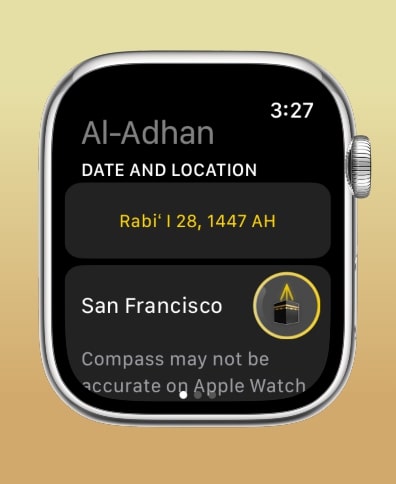 3:27
Al-Adhan
DATE AND LOCATION
Rabiʻ I 28, 1447 AH
San Francisco
Compass may not be
accurate on Apple Watch